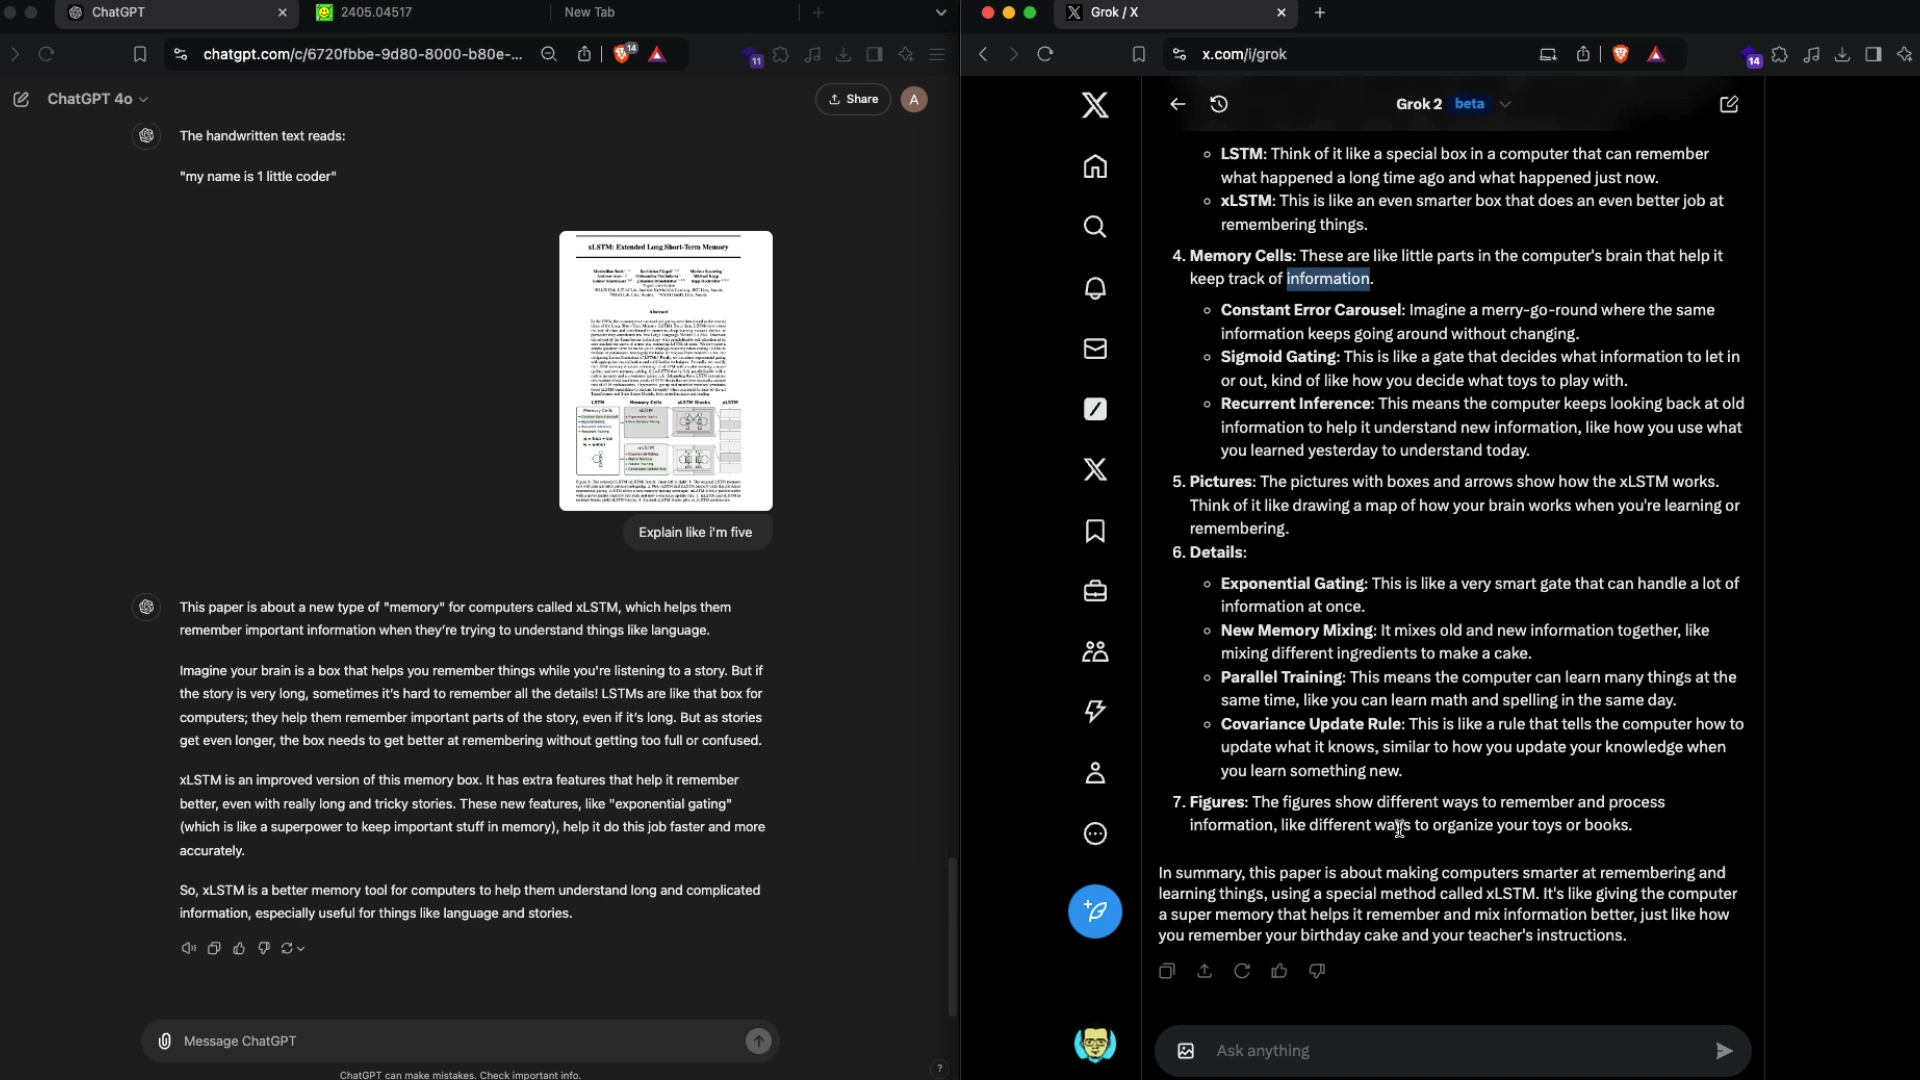 ChatGPT
2405.04517
New Tab
chatgpt.com/c/6720fbbe-9d80-8000-b80e-...
14
11
ChatGPT 4o
Share
A
The handwritten text reads:
"my name is 1 little coder"
xLSTM: Extended Long Short-Term Memory
Abstract
LSTM
Memory Cells
xLSTM Blocks
xLSTM
Memory Cells
Explain like i'm five
This paper is about a new type of "memory" for computers called xLSTM, which helps them
remember important information when they're trying to understand things like language.
Imagine your brain is a box that helps you remember things while you're listening to a story. But if
the story is very long, sometimes it's hard to remember all the details! LSTMs are like that box for
computers; they help them remember important parts of the story, even if it's long. But as stories
get even longer, the box needs to get better at remembering without getting too full or confused.
xLSTM is an improved version of this memory box. It has extra features that help it remember
better, even with really long and tricky stories. These new features, like "exponential gating"
(which is like a superpower to keep important stuff in memory), help it do this job faster and more
accurately.
So, xLSTM is a better memory tool for computers to help them understand long and complicated
information, especially useful for things like language and stories.
Message ChatGPT
ChatGPT can make mistakes. Check important info.
?
Grok / X
x.com/i/grok
14
Grok 2 beta
LSTM: Think of it like a special box in a computer that can remember
what happened a long time ago and what happened just now.
xLSTM: This is like an even smarter box that does an even better job at
remembering things.
4. Memory Cells: These are like little parts in the computer's brain that help it
keep track of information.
Constant Error Carousel: Imagine a merry-go-round where the same
information keeps going around without changing.
Sigmoid Gating: This is like a gate that decides what information to let in
or out, kind of like how you decide what toys to play with.
Recurrent Inference: This means the computer keeps looking back at old
information to help it understand new information, like how you use what
you learned yesterday to understand today.
5. Pictures: The pictures with boxes and arrows show how the xLSTM works.
Think of it like drawing a map of how your brain works when you're learning or
remembering.
6. Details:
Exponential Gating: This is like a very smart gate that can handle a lot of
information at once.
New Memory Mixing: It mixes old and new information together, like
mixing different ingredients to make a cake.
Parallel Training: This means the computer can learn many things at the
same time, like you can learn math and spelling in the same day.
Covariance Update Rule: This is like a rule that tells the computer how to
update what it knows, similar to how you update your knowledge when
you learn something new.
7. Figures: The figures show different ways to remember and process
information, like different ways to organize your toys or books.
In summary, this paper is about making computers smarter at remembering and
learning things, using a special method called xLSTM. It's like giving the computer
a super memory that helps it remember and mix information better, just like how
you remember your birthday cake and your teacher's instructions.
Ask anything